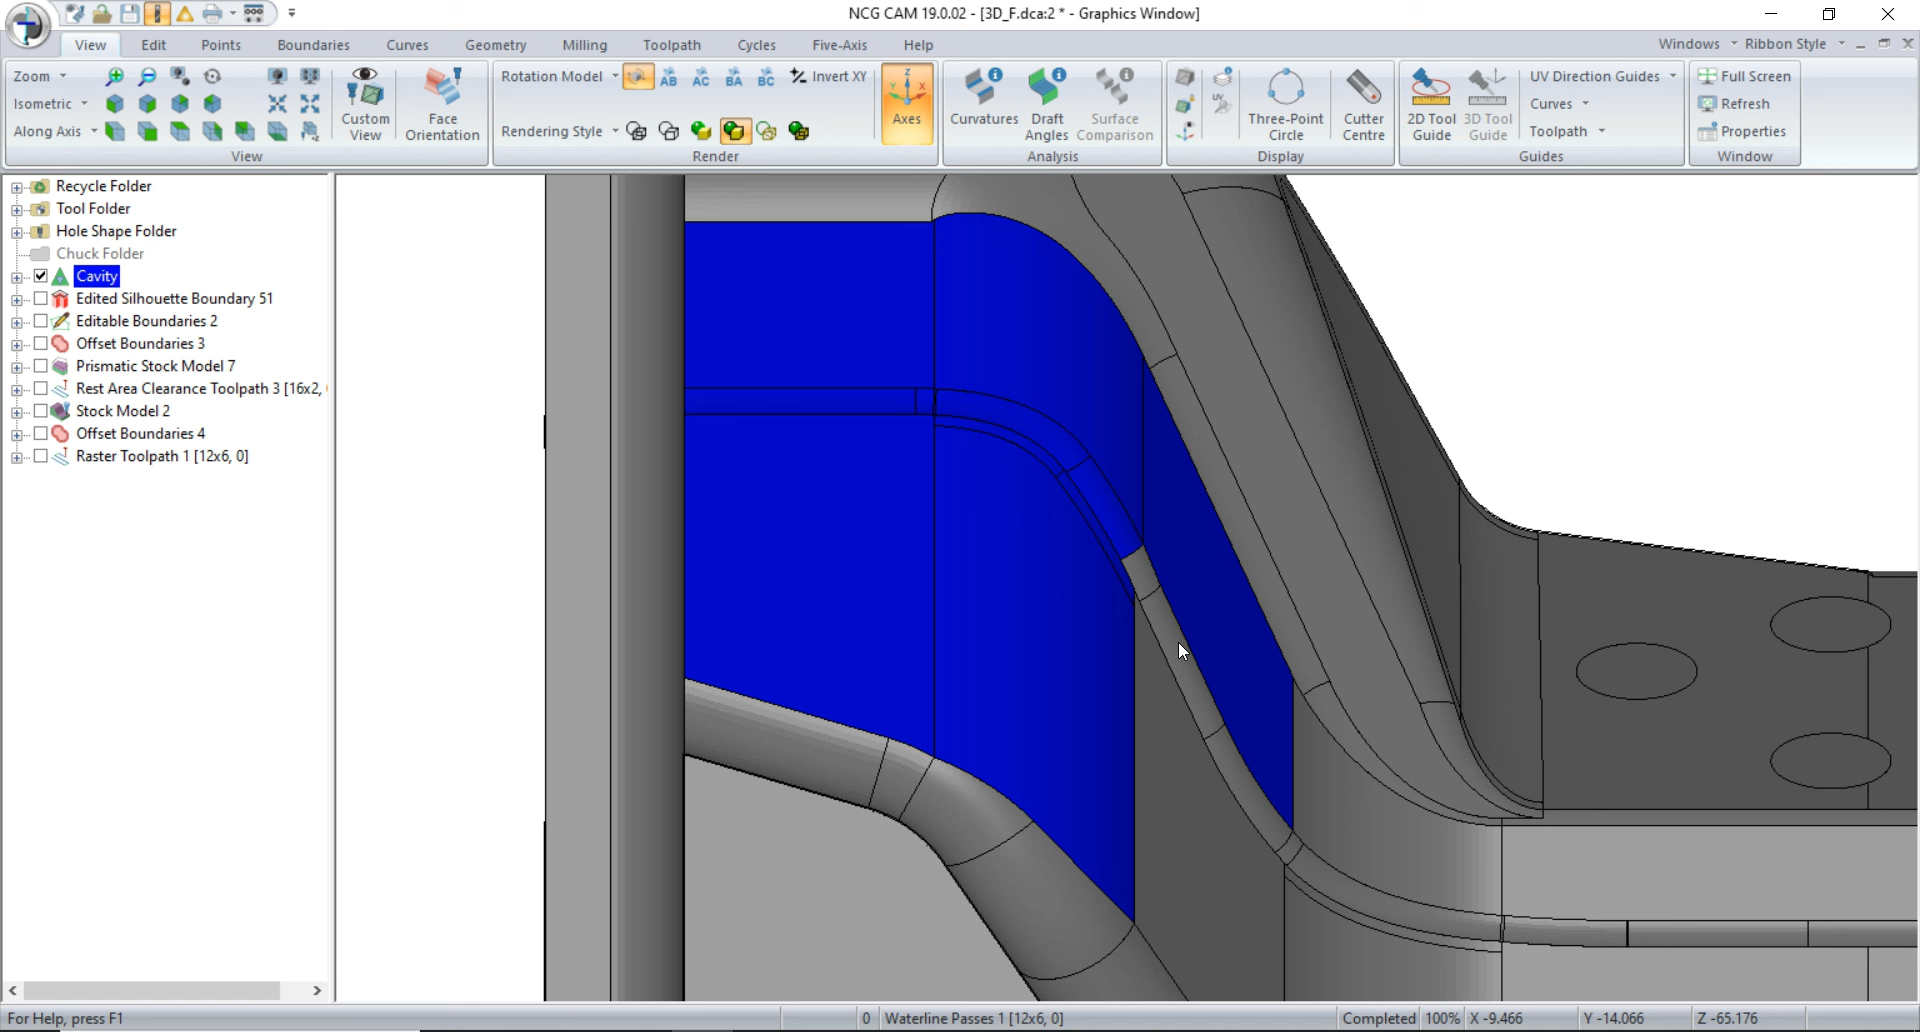 NCG CAM 19.0.02 - [3D_F.dca:2 * - Graphics Window]
View Edit Points Boundaries Curves Geometry Milling Toolpath Cycles Five-Axis Help Windows Ribbon Style
Zoom
Isometric
Along Axis
Custom View
Face Orientation
View
Rotation Model AB AC BA BC Invert XY
Rendering Style
Axes
Render
Curvatures
Draft Angles
Surface Comparison
Analysis
Three-Point Circle
Cutter Centre
Display
2D Tool Guide
3D Tool Guide
UV Direction Guides
Curves
Toolpath
Guides
Full Screen
Refresh
Properties
Window
Recycle Folder
Tool Folder
Hole Shape Folder
Chuck Folder
Cavity
Edited Silhouette Boundary 51
Editable Boundaries 2
Offset Boundaries 3
Prismatic Stock Model 7
Rest Area Clearance Toolpath 3 [16x2,
Stock Model 2
Offset Boundaries 4
Raster Toolpath 1 [12x6, 0]
For Help, press F1 0 Waterline Passes 1 [12x6, 0] Completed 100% X -9.466 Y -14.066 Z -65.176